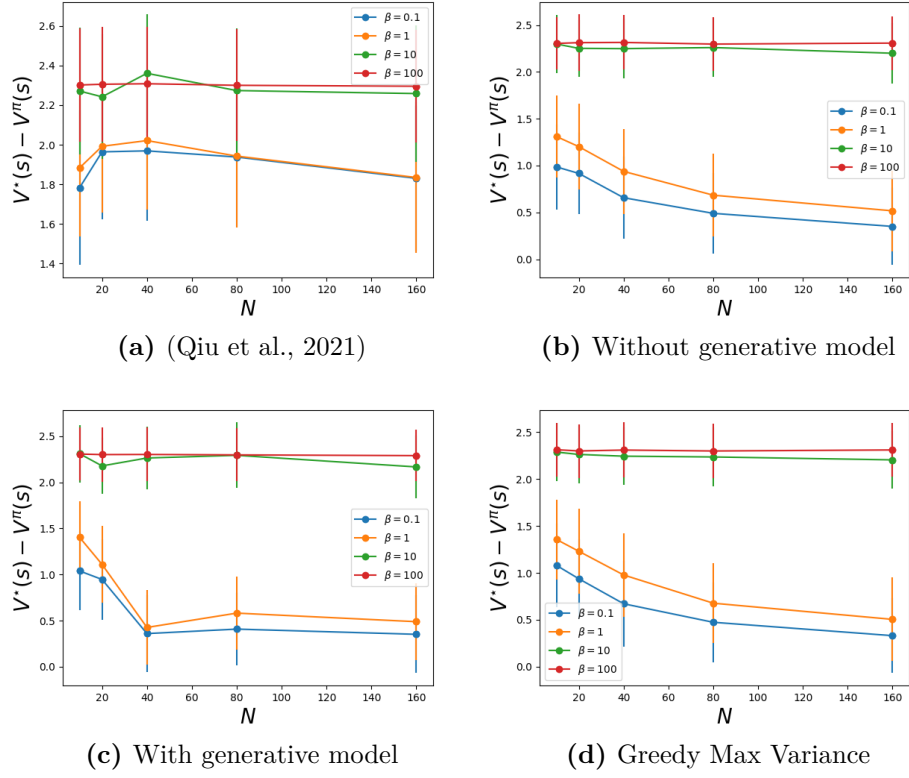 V*(s) − V^π(s)
2.6
2.4
2.2
2.0
1.8
1.6
1.4
β = 0.1
β = 1
β = 10
β = 100
20 40 60 80 100 120 140 160
N
(a) (Qiu et al., 2021)
V*(s) − V^π(s)
2.5
2.0
1.5
1.0
0.5
0.0
β = 0.1
β = 1
β = 10
β = 100
20 40 60 80 100 120 140 160
N
(b) Without generative model
V*(s) − V^π(s)
2.5
2.0
1.5
1.0
0.5
0.0
β = 0.1
β = 1
β = 10
β = 100
20 40 60 80 100 120 140 160
N
(c) With generative model
V*(s) − V^π(s)
2.5
2.0
1.5
1.0
0.5
0.0
β = 0.1
β = 1
β = 10
β = 100
20 40 60 80 100 120 140 160
N
(d) Greedy Max Variance